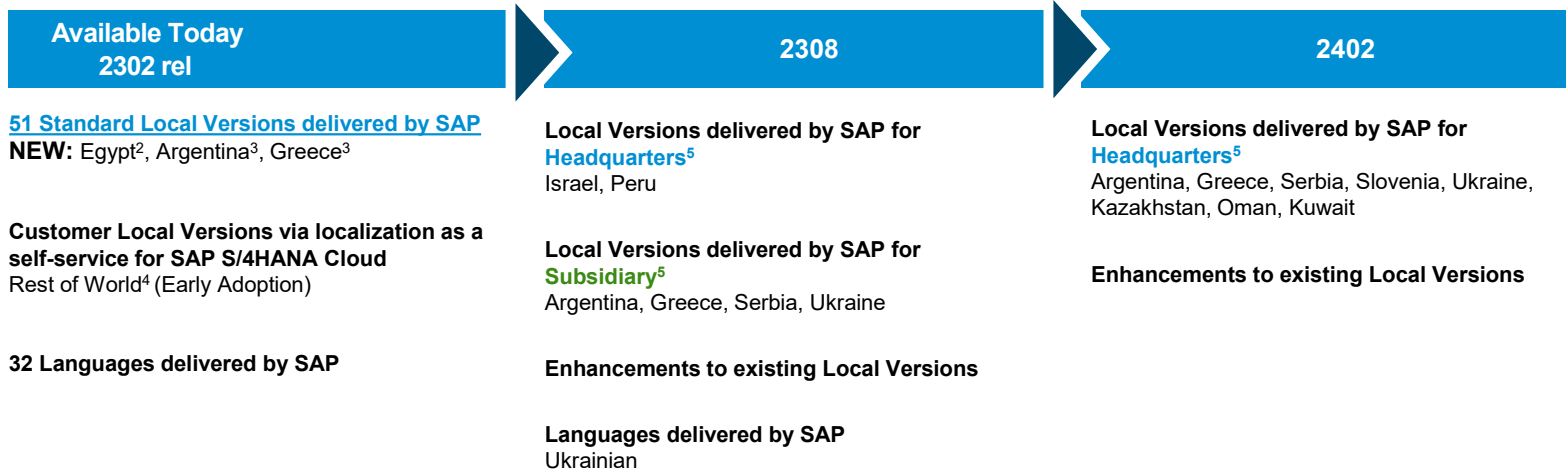 Available Today
2302 rel
51 Standard Local Versions delivered by SAP
NEW: Egypt², Argentina³, Greece³
Customer Local Versions via localization as a
self-service for SAP S/4HANA Cloud
Rest of World⁴ (Early Adoption)
32 Languages delivered by SAP
2308
Local Versions delivered by SAP for
Headquarters⁵
Israel, Peru
Local Versions delivered by SAP for
Subsidiary⁵
Argentina, Greece, Serbia, Ukraine
Enhancements to existing Local Versions
Languages delivered by SAP
Ukrainian
2402
Local Versions delivered by SAP for
Headquarters⁵
Argentina, Greece, Serbia, Slovenia, Ukraine,
Kazakhstan, Oman, Kuwait
Enhancements to existing Local Versions